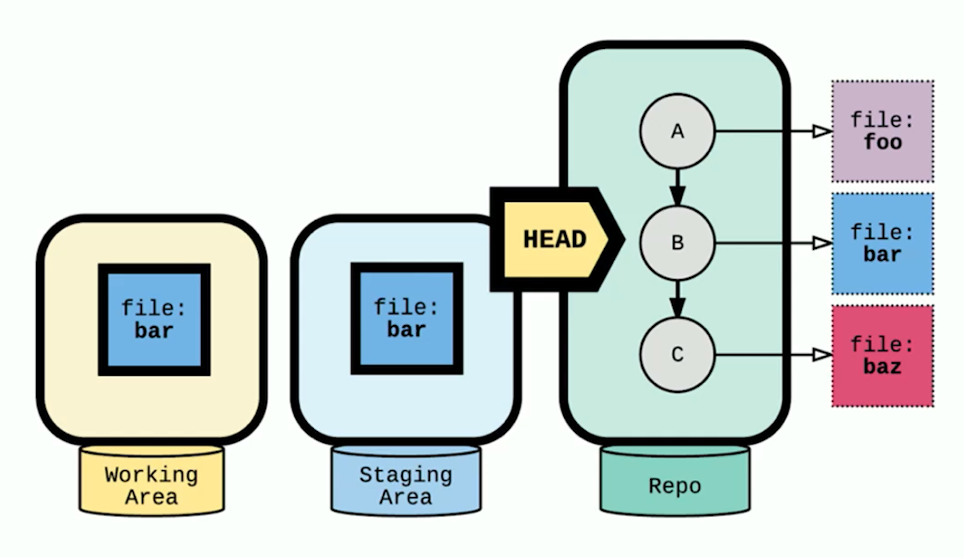 A
file:
foo
HEAD
B
file:
bar
file:
bar
file:
bar
C
file:
baz
Working
Area
Staging
Area
Repo